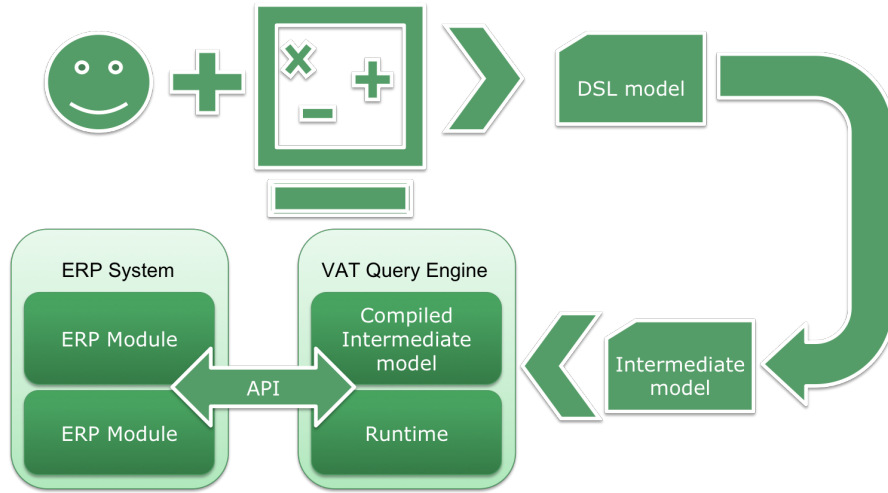 DSL model
ERP System
VAT Query Engine
ERP Module
Compiled
Intermediate
model
Intermediate
model
API
ERP Module
Runtime